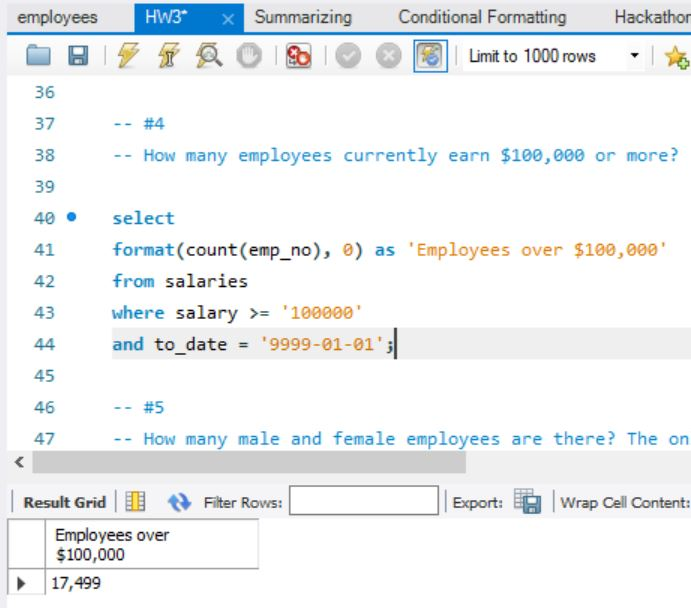 employees HW3* × Summarizing Conditional Formatting Hackathon
Limit to 1000 rows
36
37 -- #4
38 -- How many employees currently earn $100,000 or more?
39
40 select
41 format(count(emp_no), 0) as 'Employees over $100,000'
42 from salaries
43 where salary >= '100000'
44 and to_date = '9999-01-01';
45
46 -- #5
47 -- How many male and female employees are there? The on
Result Grid Filter Rows: Export: Wrap Cell Content:
Employees over
$100,000
17,499